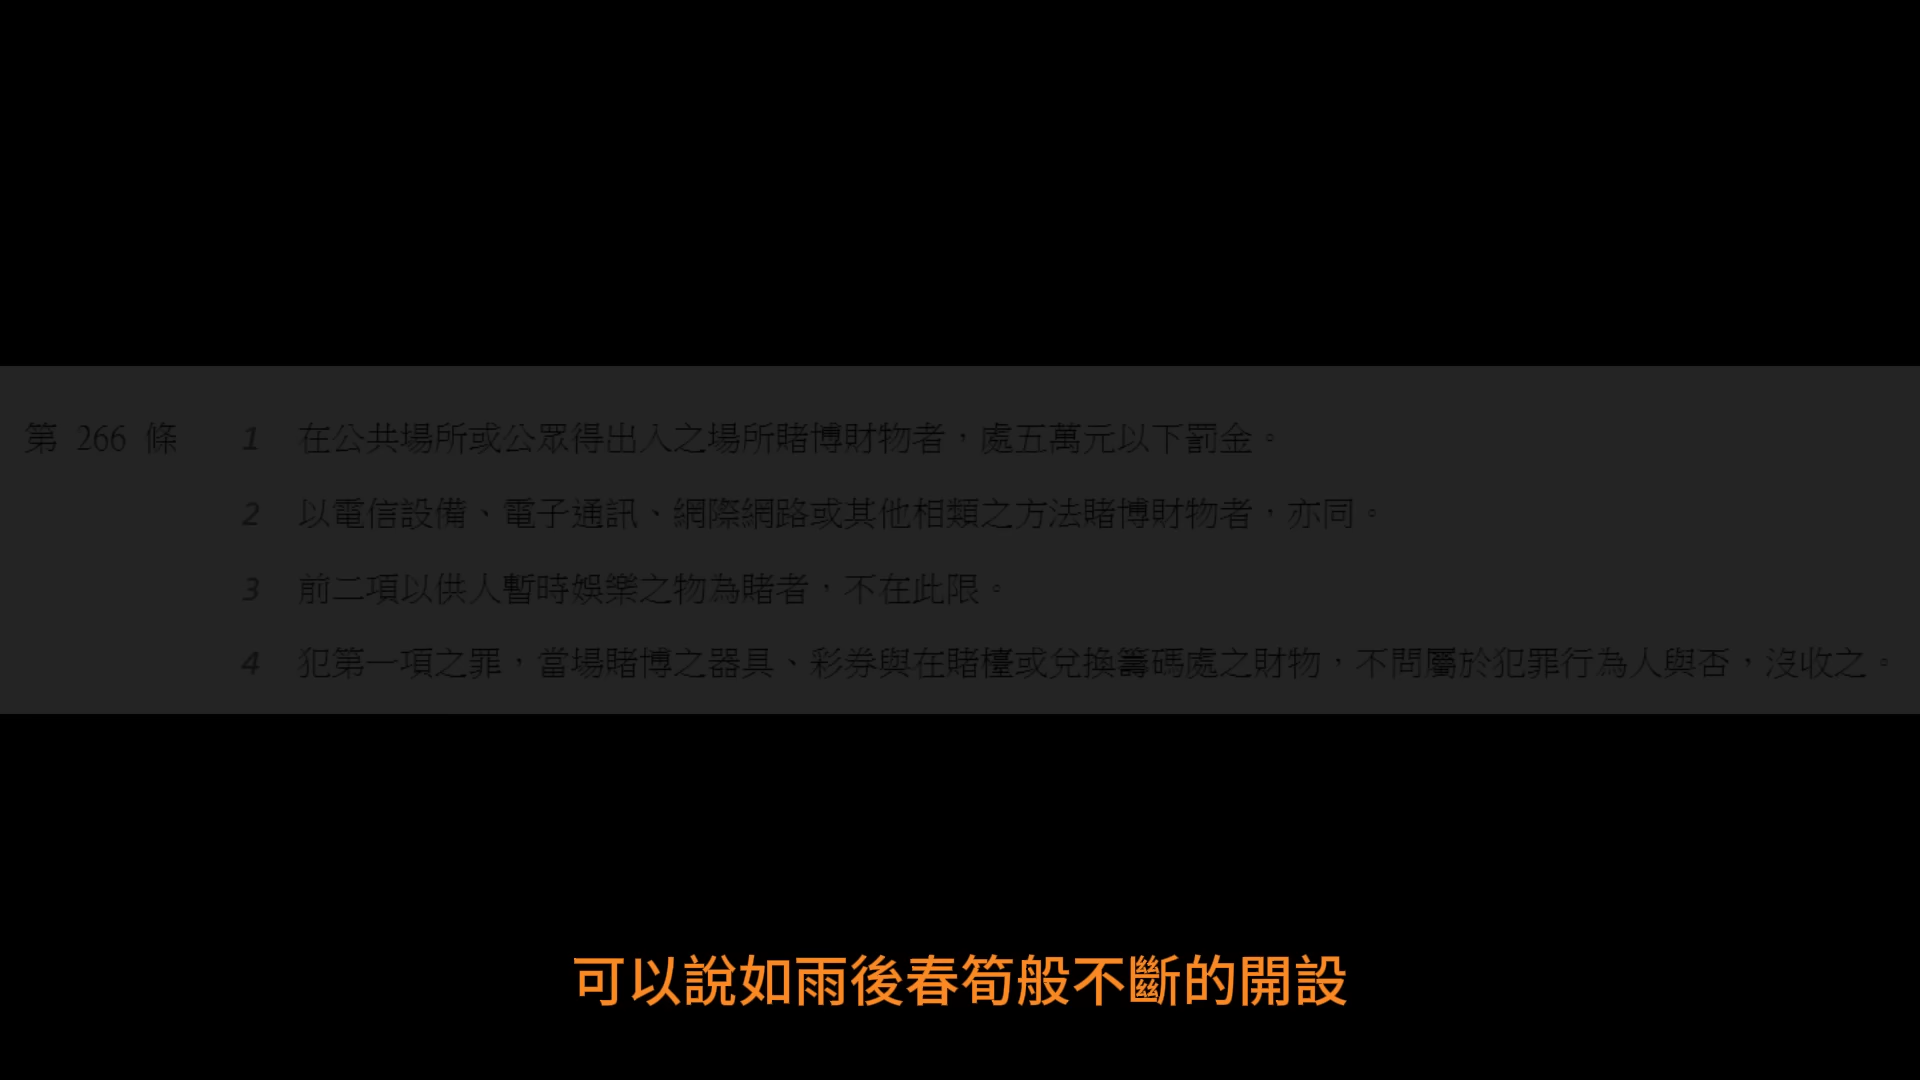 第 266 條 1 在公共場所或公眾得出入之場所賭博財物者，處五萬元以下罰金。
2 以電信設備、電子通訊、網際網路或其他相類之方法賭博財物者，亦同。
3 前二項以供人暫時娛樂之物為賭者，不在此限。
4 犯第一項之罪，當場賭博之器具、彩券與在賭檯或兌換籌碼處之財物，不問屬於犯罪行為人與否，沒收之。
可以說如雨後春筍般不斷的開設